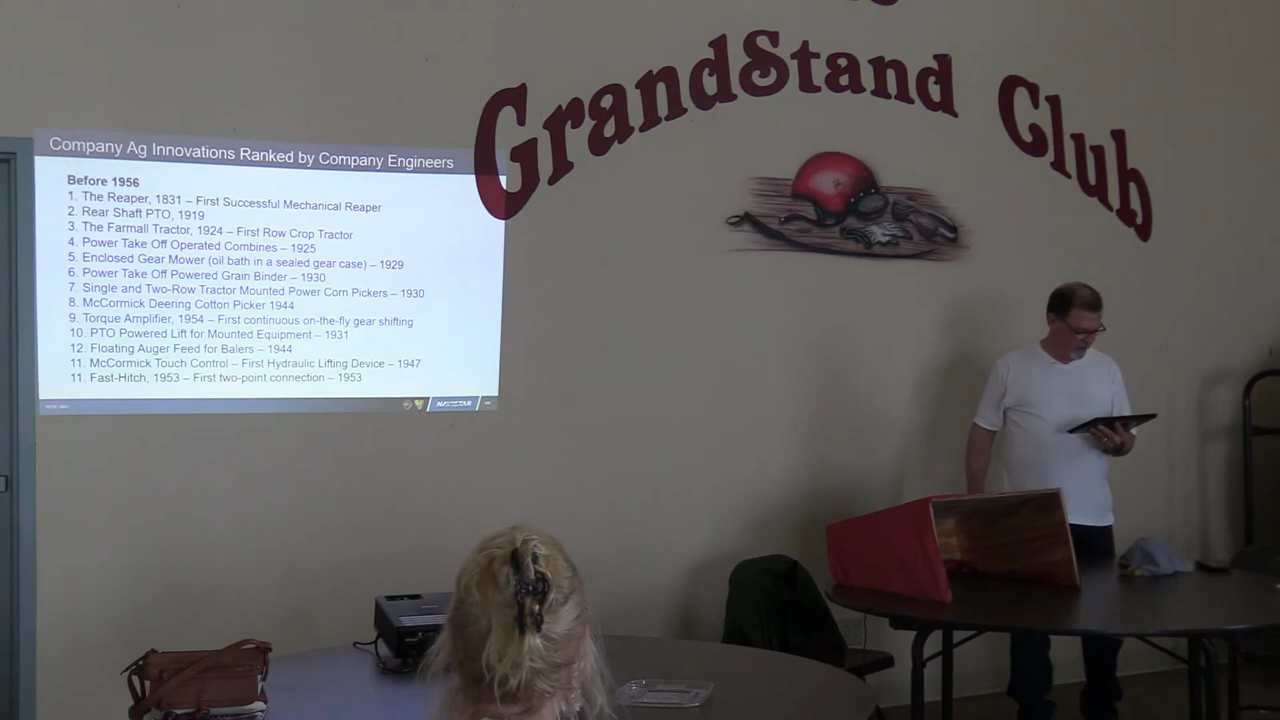 GrandStand Club
Company Ag Innovations Ranked by Company Engineers
Before 1956
1. The Reaper, 1831 – First Successful Mechanical Reaper
2. Rear Shaft PTO, 1919
3. The Farmall Tractor, 1924 – First Row Crop Tractor
4. Power Take Off Operated Combines – 1925
5. Enclosed Gear Mower (oil bath in a sealed gear case) – 1929
6. Power Take Off Powered Grain Binder – 1930
7. Single and Two-Row Tractor Mounted Power Corn Pickers – 1930
8. McCormick Deering Cotton Picker 1944
9. Torque Amplifier, 1954 – First continuous on-the-fly gear shifting
10. PTO Powered Lift for Mounted Equipment – 1931
12. Floating Auger Feed for Balers – 1944
11. McCormick Touch Control – First Hydraulic Lifting Device – 1947
11. Fast-Hitch, 1953 – First two-point connection – 1953
NAVISTAR